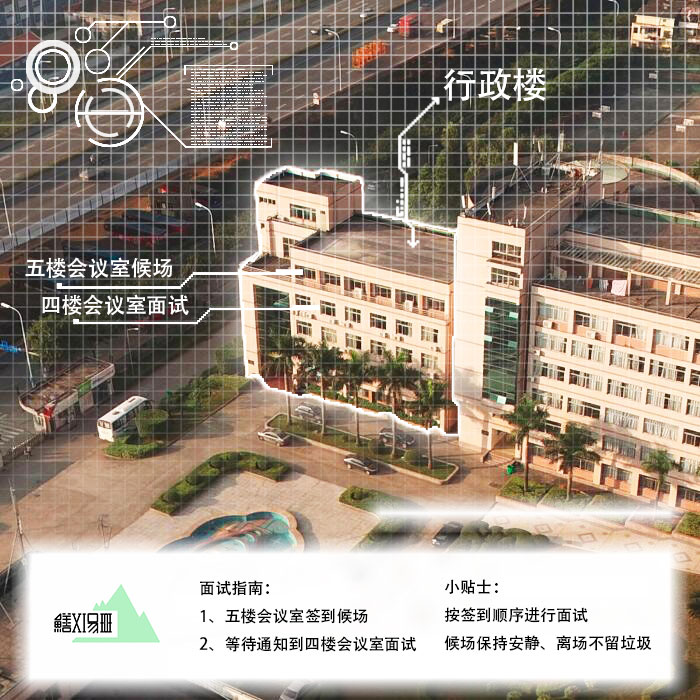 行政楼
五楼会议室候场
四楼会议室面试
面试指南：
1、五楼会议室签到候场
2、等待通知到四楼会议室面试
小贴士：
按签到顺序进行面试
候场保持安静、离场不留垃圾